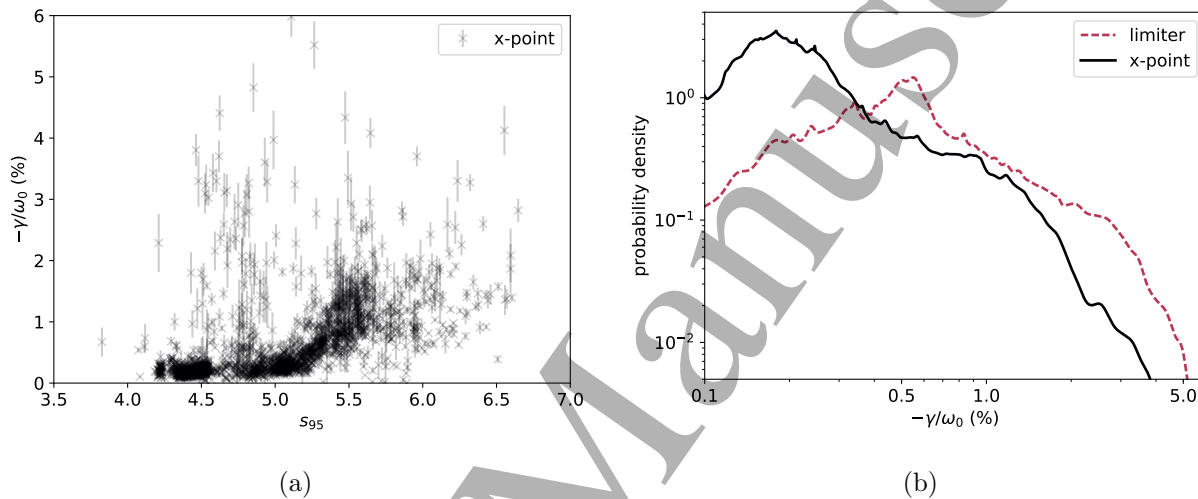 6
5
4
3
2
1
0
−γ/ω₀ (%)
x-point
3.5 4.0 4.5 5.0 5.5 6.0 6.5 7.0
s₉₅
(a)
10⁰
10⁻¹
10⁻²
probability density
limiter
x-point
0.1 0.5 1.0 5.0
−γ/ω₀ (%)
(b)
Manus